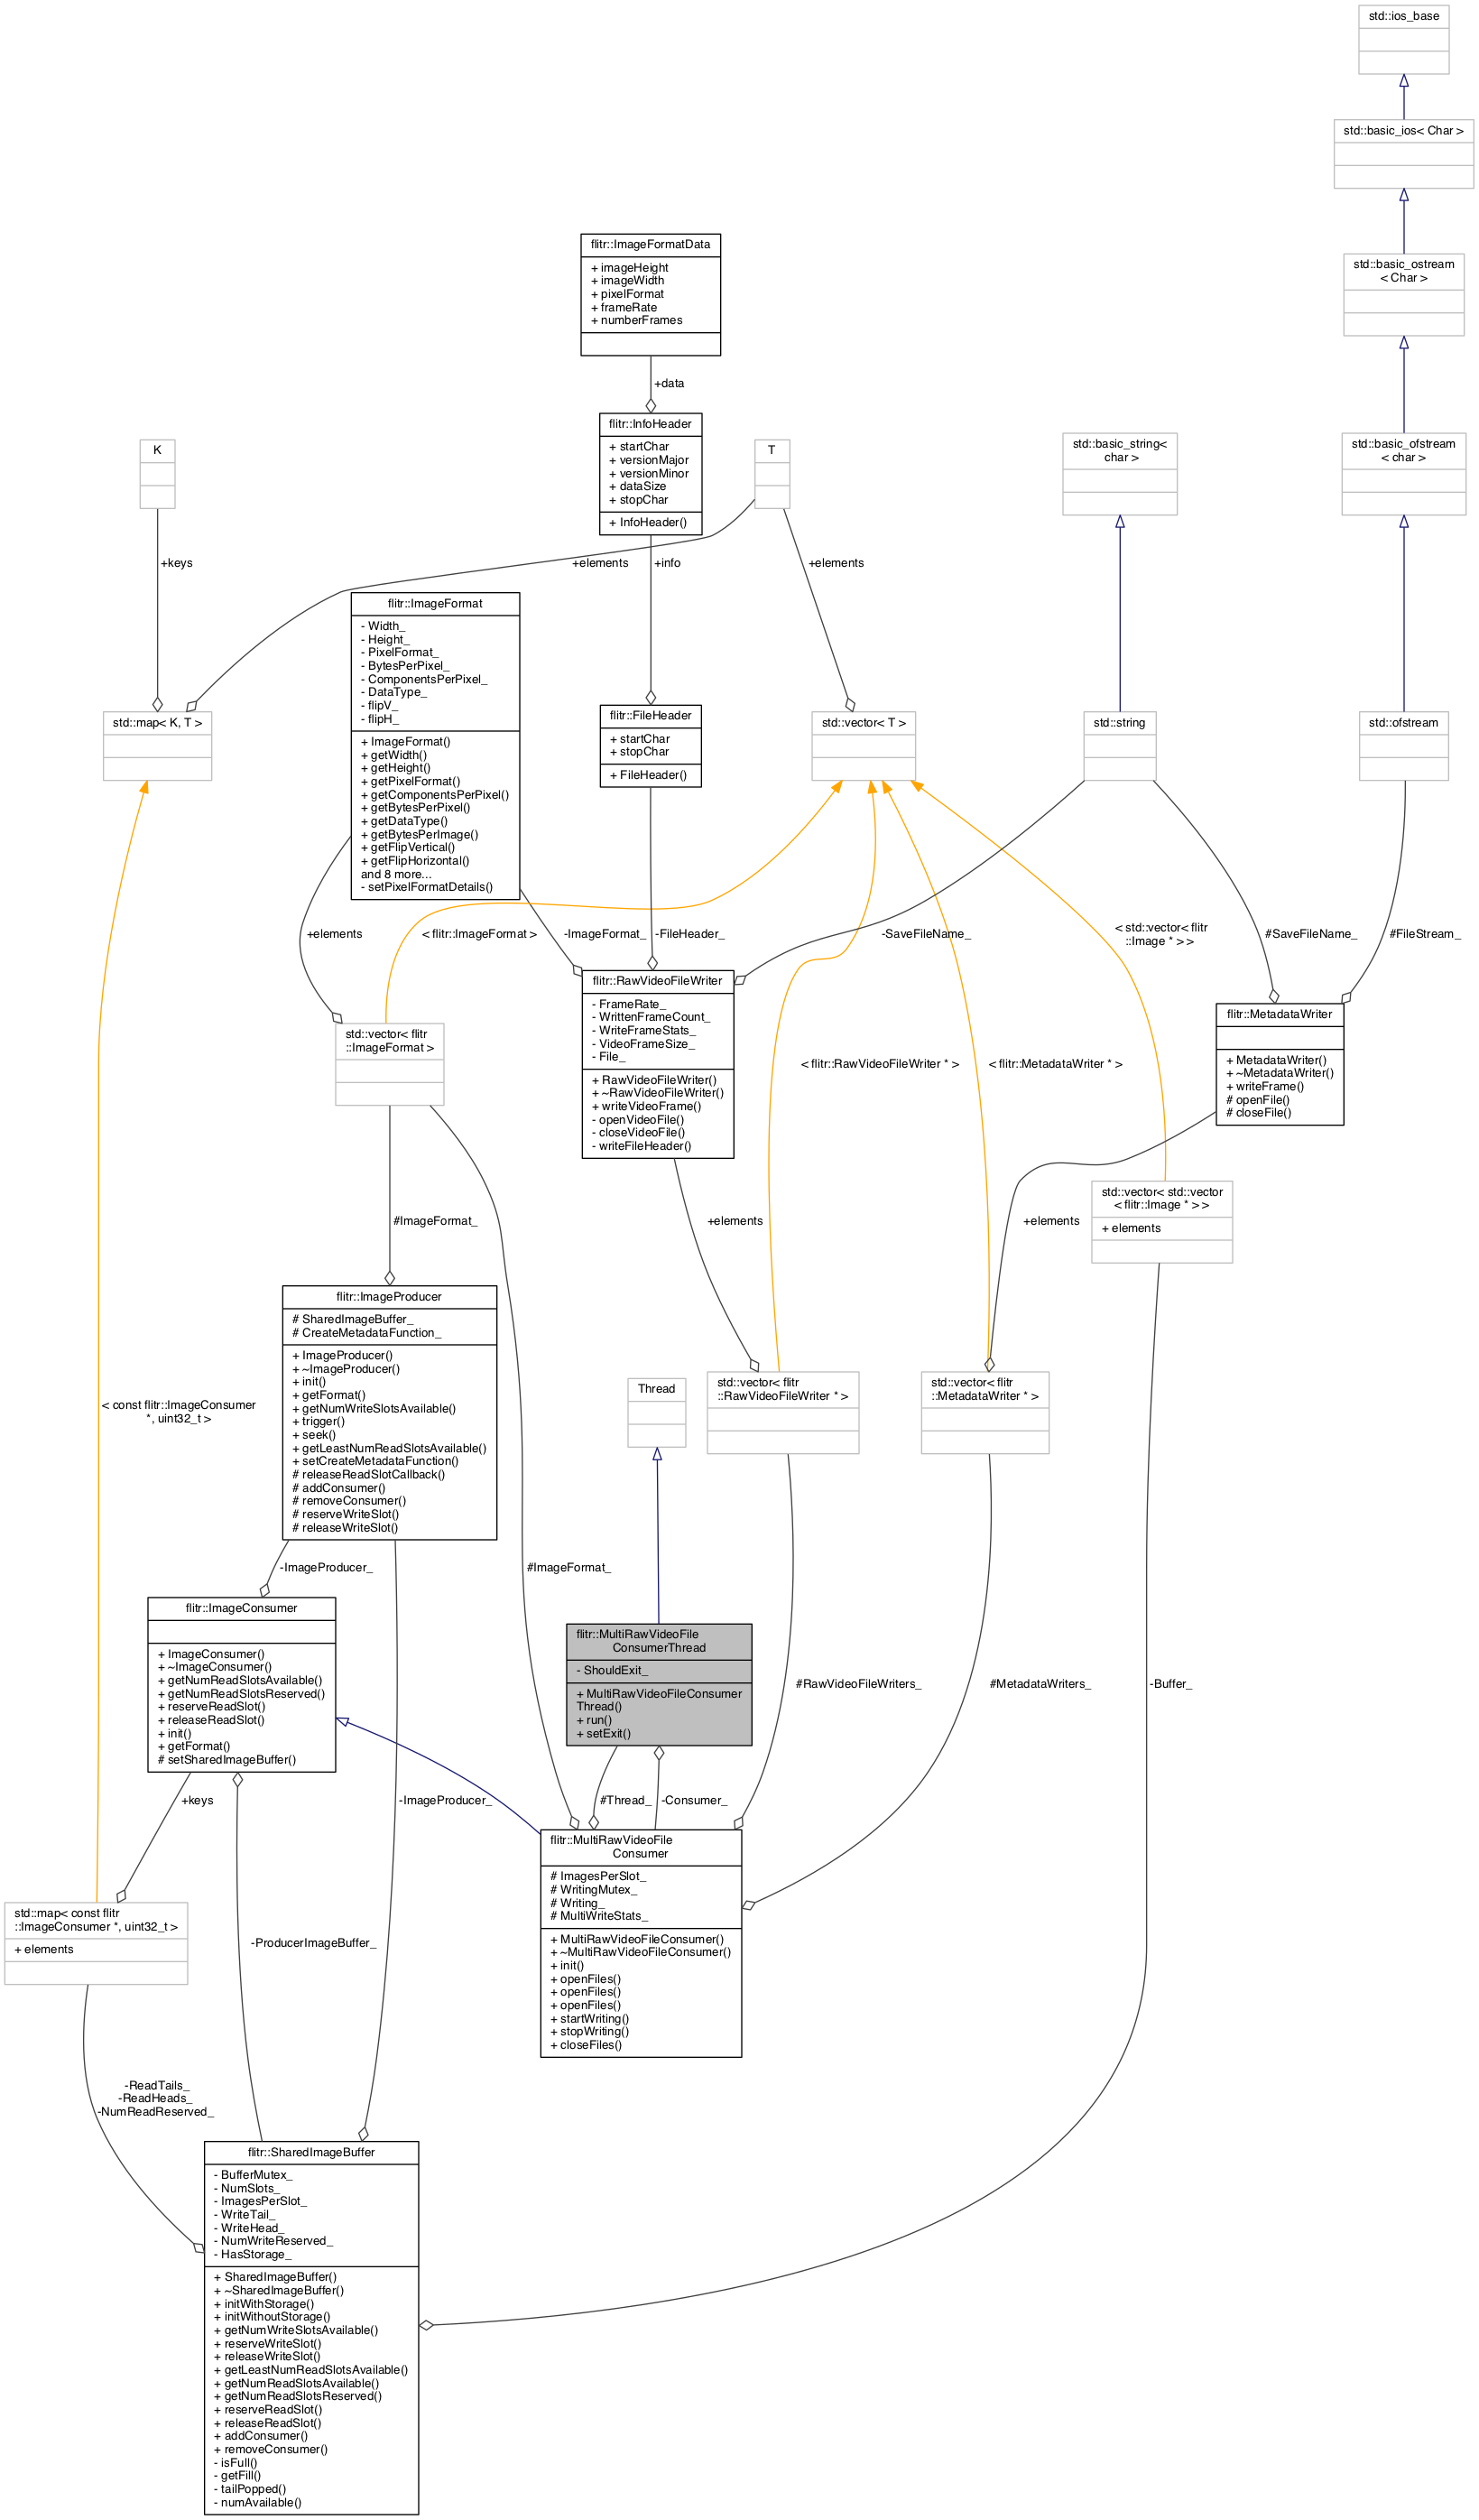 std::ios_base
std::basic_ios< Char >
std::basic_ostream
< Char >
flitr::ImageFormatData
+ imageHeight
+ imageWidth
+ pixelFormat
+ frameRate
+ numberFrames
+data
flitr::InfoHeader
+ startChar
+ versionMajor
+ versionMinor
+ dataSize
+ stopChar
+ InfoHeader()
K
T
std::basic_string<
char >
std::basic_ofstream
< char >
+keys
+elements
+info
+elements
flitr::ImageFormat
- Width_
- Height_
- PixelFormat_
- BytesPerPixel_
- ComponentsPerPixel_
- DataType_
- flipV_
- flipH_
+ ImageFormat()
+ getWidth()
+ getHeight()
+ getPixelFormat()
+ getComponentsPerPixel()
+ getBytesPerPixel()
+ getDataType()
+ getBytesPerImage()
+ getFlipVertical()
+ getFlipHorizontal()
and 8 more...
- setPixelFormatDetails()
std::map< K, T >
flitr::FileHeader
+ startChar
+ stopChar
+ FileHeader()
std::vector< T >
std::string
std::ofstream
+elements
< flitr::ImageFormat >
-ImageFormat_
-FileHeader_
-SaveFileName_
< std::vector< flitr
::Image * > >
#SaveFileName_
#FileStream_
flitr::RawVideoFileWriter
- FrameRate_
- WrittenFrameCount_
- WriteFrameStats_
- VideoFrameSize_
- File_
+ RawVideoFileWriter()
+ ~RawVideoFileWriter()
+ writeVideoFrame()
- openVideoFile()
- closeVideoFile()
- writeFileHeader()
flitr::MetadataWriter
+ MetadataWriter()
+ ~MetadataWriter()
+ writeFrame()
# openFile()
# closeFile()
std::vector< flitr
::ImageFormat >
< flitr::RawVideoFileWriter * >
< flitr::MetadataWriter * >
std::vector< std::vector
< flitr::Image * > >
+ elements
#ImageFormat_
+elements
+elements
flitr::ImageProducer
# SharedImageBuffer_
# CreateMetadataFunction_
+ ImageProducer()
+ ~ImageProducer()
+ init()
+ getFormat()
+ getNumWriteSlotsAvailable()
+ trigger()
+ seek()
+ getLeastNumReadSlotsAvailable()
+ setCreateMetadataFunction()
# releaseReadSlotCallback()
# addConsumer()
# removeConsumer()
# reserveWriteSlot()
# releaseWriteSlot()
Thread
std::vector< flitr
::RawVideoFileWriter * >
std::vector< flitr
::MetadataWriter * >
< const flitr::ImageConsumer
*, uint32_t >
-ImageProducer_
#ImageFormat_
flitr::ImageConsumer
+ ImageConsumer()
+ ~ImageConsumer()
+ getNumReadSlotsAvailable()
+ getNumReadSlotsReserved()
+ reserveReadSlot()
+ releaseReadSlot()
+ init()
+ getFormat()
# setSharedImageBuffer()
flitr::MultiRawVideoFile
ConsumerThread
- ShouldExit_
+ MultiRawVideoFileConsumer
Thread()
+ run()
+ setExit()
#RawVideoFileWriters_
#MetadataWriters_
-Buffer_
+keys
-ImageProducer_
#Thread_
-Consumer_
flitr::MultiRawVideoFile
Consumer
# ImagesPerSlot_
# WritingMutex_
# Writing_
# MultiWriteStats_
+ MultiRawVideoFileConsumer()
+ ~MultiRawVideoFileConsumer()
+ init()
+ openFiles()
+ openFiles()
+ openFiles()
+ startWriting()
+ stopWriting()
+ closeFiles()
std::map< const flitr
::ImageConsumer *, uint32_t >
+ elements
-ProducerImageBuffer_
-ReadTails_
-ReadHeads_
-NumReadReserved_
flitr::SharedImageBuffer
- BufferMutex_
- NumSlots_
- ImagesPerSlot_
- WriteTail_
- WriteHead_
- NumWriteReserved_
- HasStorage_
+ SharedImageBuffer()
+ ~SharedImageBuffer()
+ initWithStorage()
+ initWithoutStorage()
+ getNumWriteSlotsAvailable()
+ reserveWriteSlot()
+ releaseWriteSlot()
+ getLeastNumReadSlotsAvailable()
+ getNumReadSlotsAvailable()
+ getNumReadSlotsReserved()
+ reserveReadSlot()
+ releaseReadSlot()
+ addConsumer()
+ removeConsumer()
- isFull()
- getFill()
- tailPopped()
- numAvailable()